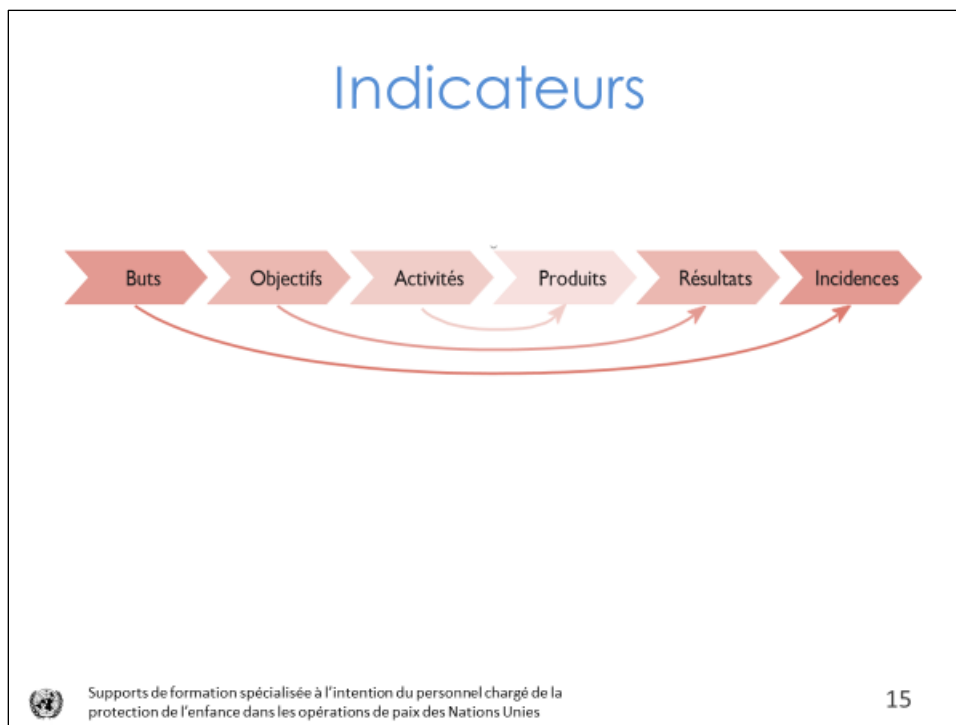 Indicateurs
Buts Objectifs Activités Produits Résultats Incidences
Supports de formation spécialisée à l'intention du personnel chargé de la
protection de l'enfance dans les opérations de paix des Nations Unies
15